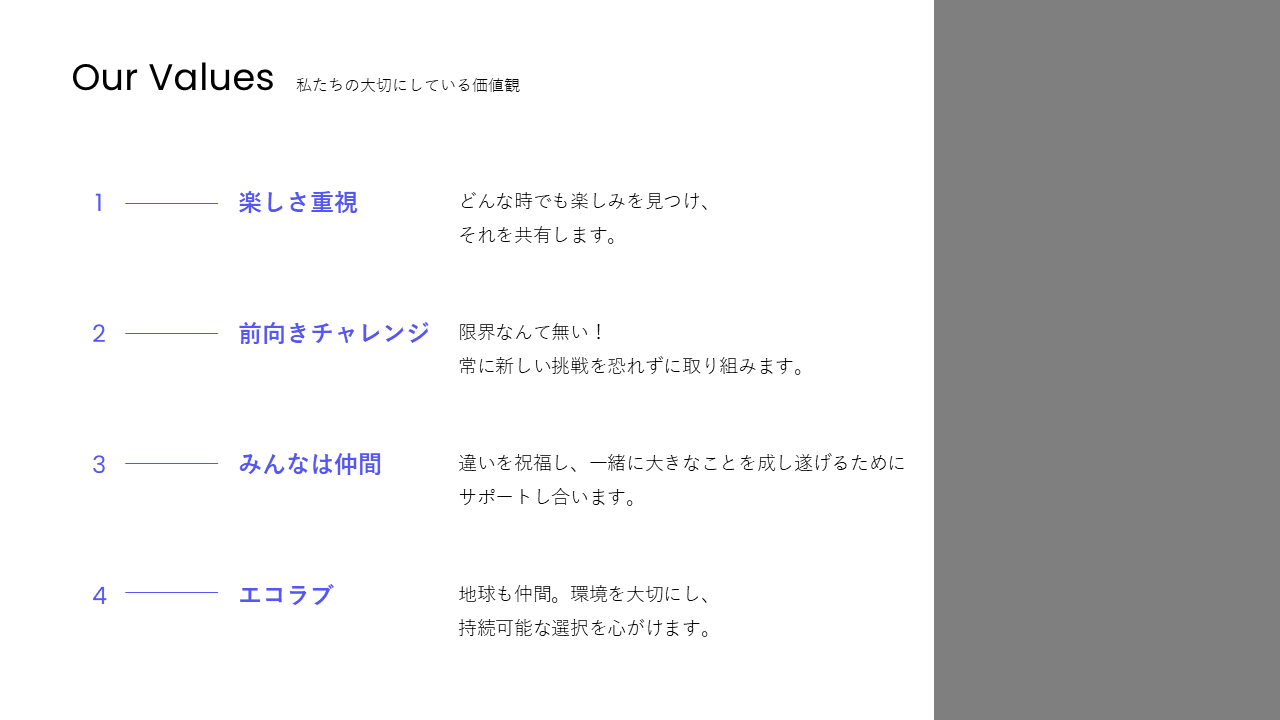 Our Values 私たちの大切にしている価値観
1 楽しさ重視
どんな時でも楽しみを見つけ、
それを共有します。
2 前向きチャレンジ
限界なんて無い！
常に新しい挑戦を恐れずに取り組みます。
3 みんなは仲間
違いを祝福し、一緒に大きなことを成し遂げるために
サポートし合います。
4 エコラブ
地球も仲間。環境を大切にし、
持続可能な選択を心がけます。